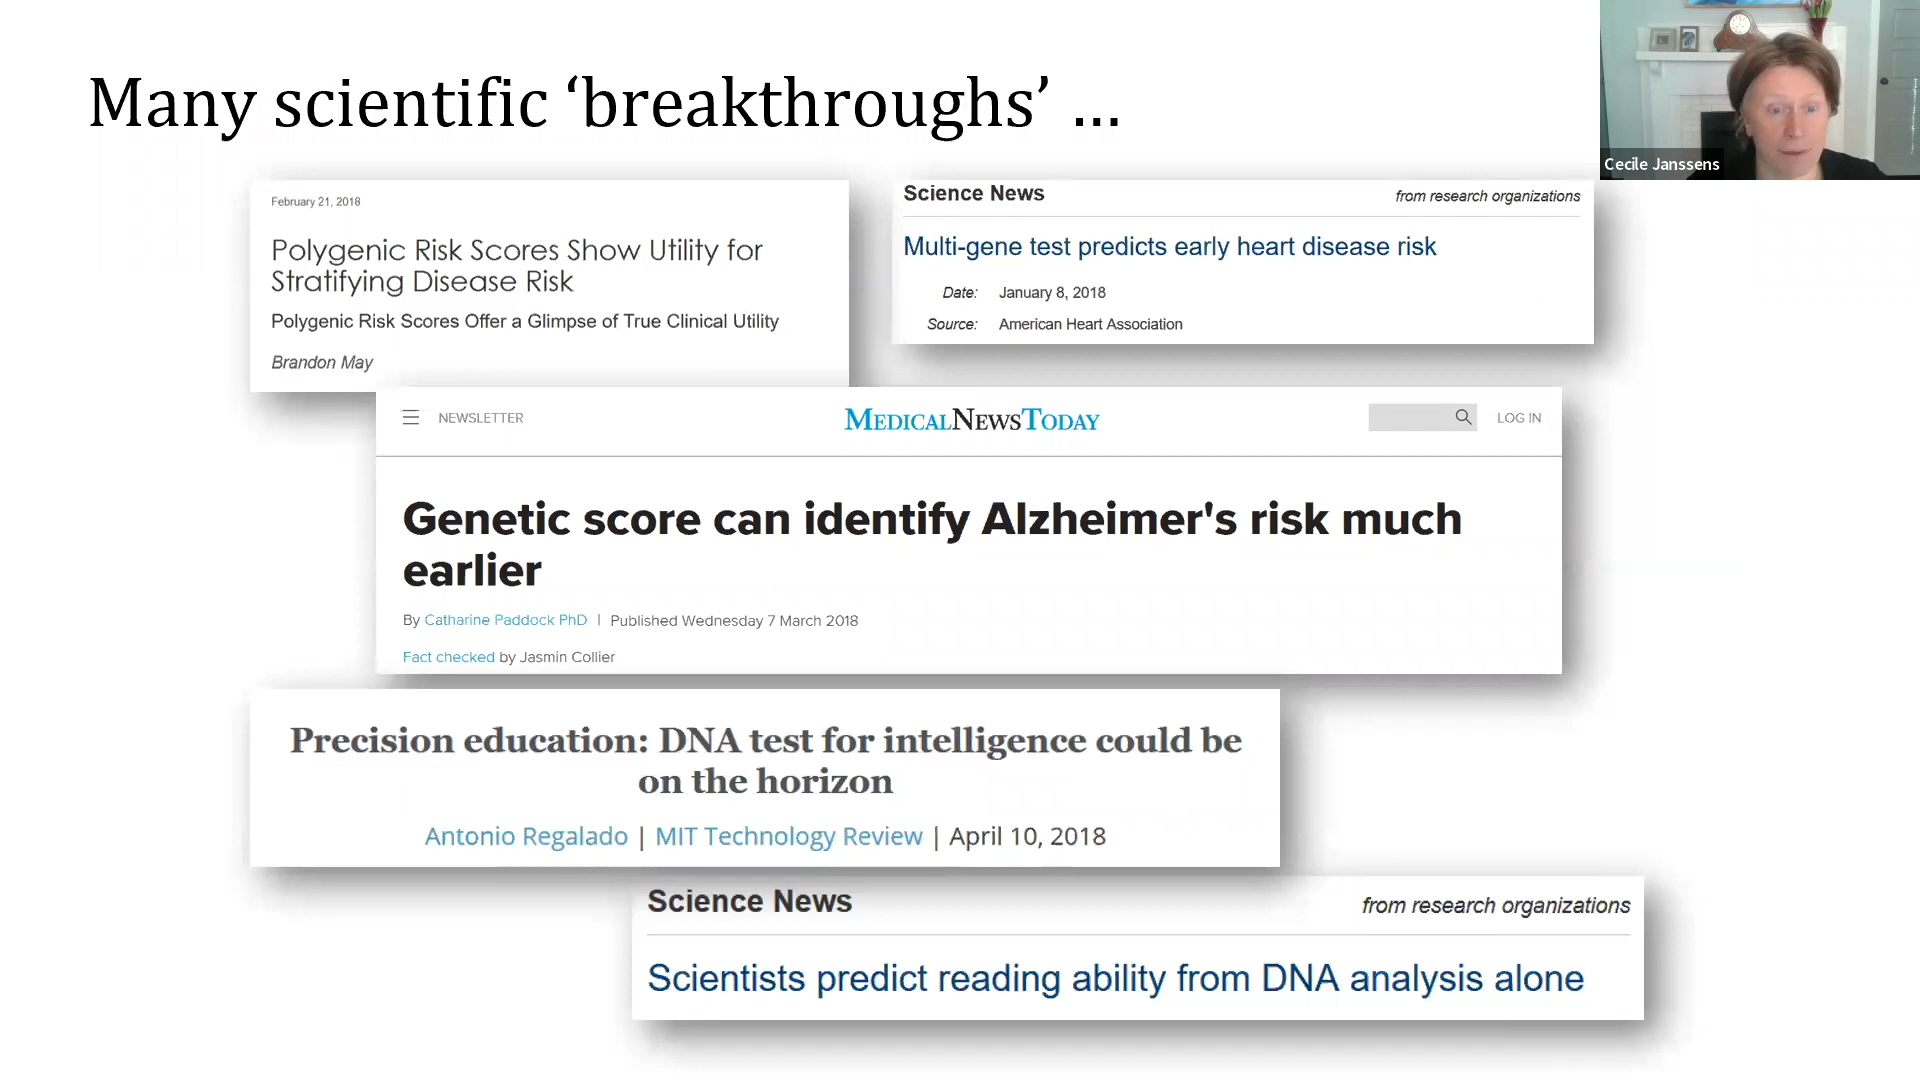 Many scientific ‘breakthroughs’ …
Cecile Janssens
February 21, 2018
Polygenic Risk Scores Show Utility for
Stratifying Disease Risk
Polygenic Risk Scores Offer a Glimpse of True Clinical Utility
Brandon May
Science News from research organizations
Multi-gene test predicts early heart disease risk
Date: January 8, 2018
Source: American Heart Association
NEWSLETTER MEDICALNEWSTODAY LOG IN
Genetic score can identify Alzheimer's risk much
earlier
By Catharine Paddock PhD | Published Wednesday 7 March 2018
Fact checked by Jasmin Collier
Precision education: DNA test for intelligence could be
on the horizon
Antonio Regalado | MIT Technology Review | April 10, 2018
Science News from research organizations
Scientists predict reading ability from DNA analysis alone